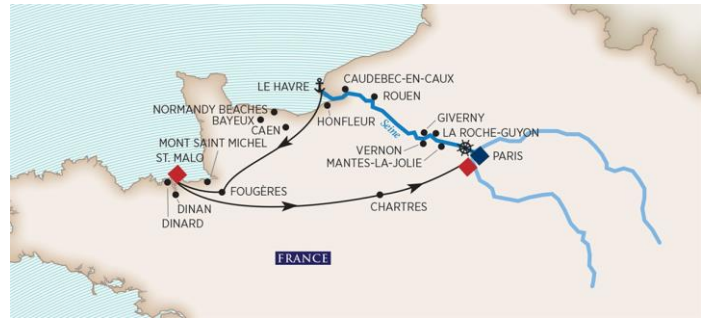 LE HAVRE
CAUDEBEC-EN-CAUX
ROUEN
NORMANDY BEACHES
BAYEUX
CAEN
HONFLEUR
Seine
GIVERNY
LA ROCHE-GUYON
VERNON
MANTES-LA-JOLIE
PARIS
MONT SAINT MICHEL
ST. MALO
FOUGÈRES
DINAN
DINARD
CHARTRES
FRANCE